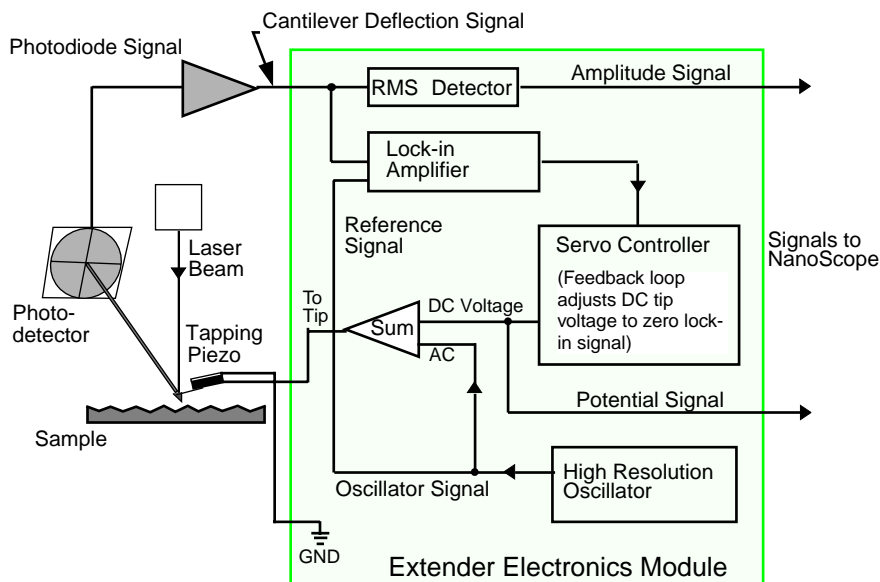 Cantilever Deflection Signal
Photodiode Signal
Amplitude Signal
RMS Detector
Lock-in
Amplifier
Reference
Signal
Servo Controller
(Feedback loop
adjusts DC tip
voltage to zero lock-
in signal)
Signals to
NanoScope
Laser
Beam
Photo-
detector
Tapping
Piezo
To
Tip
DC Voltage
Sum
AC
Potential Signal
Sample
Oscillator Signal
High Resolution
Oscillator
GND
Extender Electronics Module